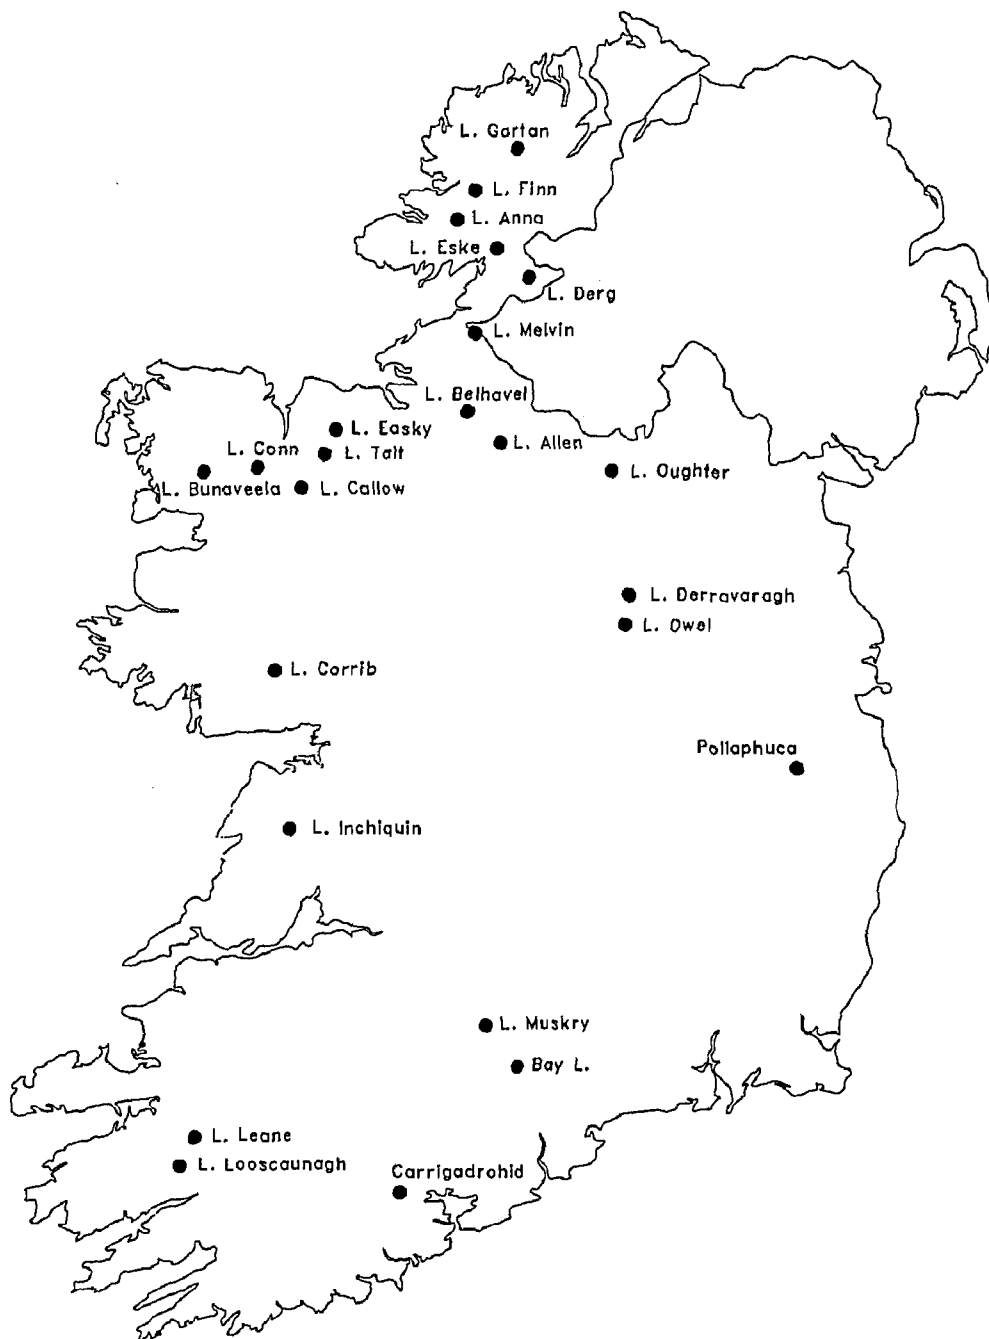 L. Gartan
L. Finn
L. Anna
L. Eske
L. Derg
L. Melvin
L. Belhavel
L. Easky
L. Allen
L. Conn
L. Talt
L. Oughter
L. Bunaveela
L. Callow
L. Derravaragh
L. Owel
L. Corrib
Pollaphuca
L. Inchiquin
L. Muskry
Bay L.
L. Leane
L. Looscaunagh
Carrigadrohid